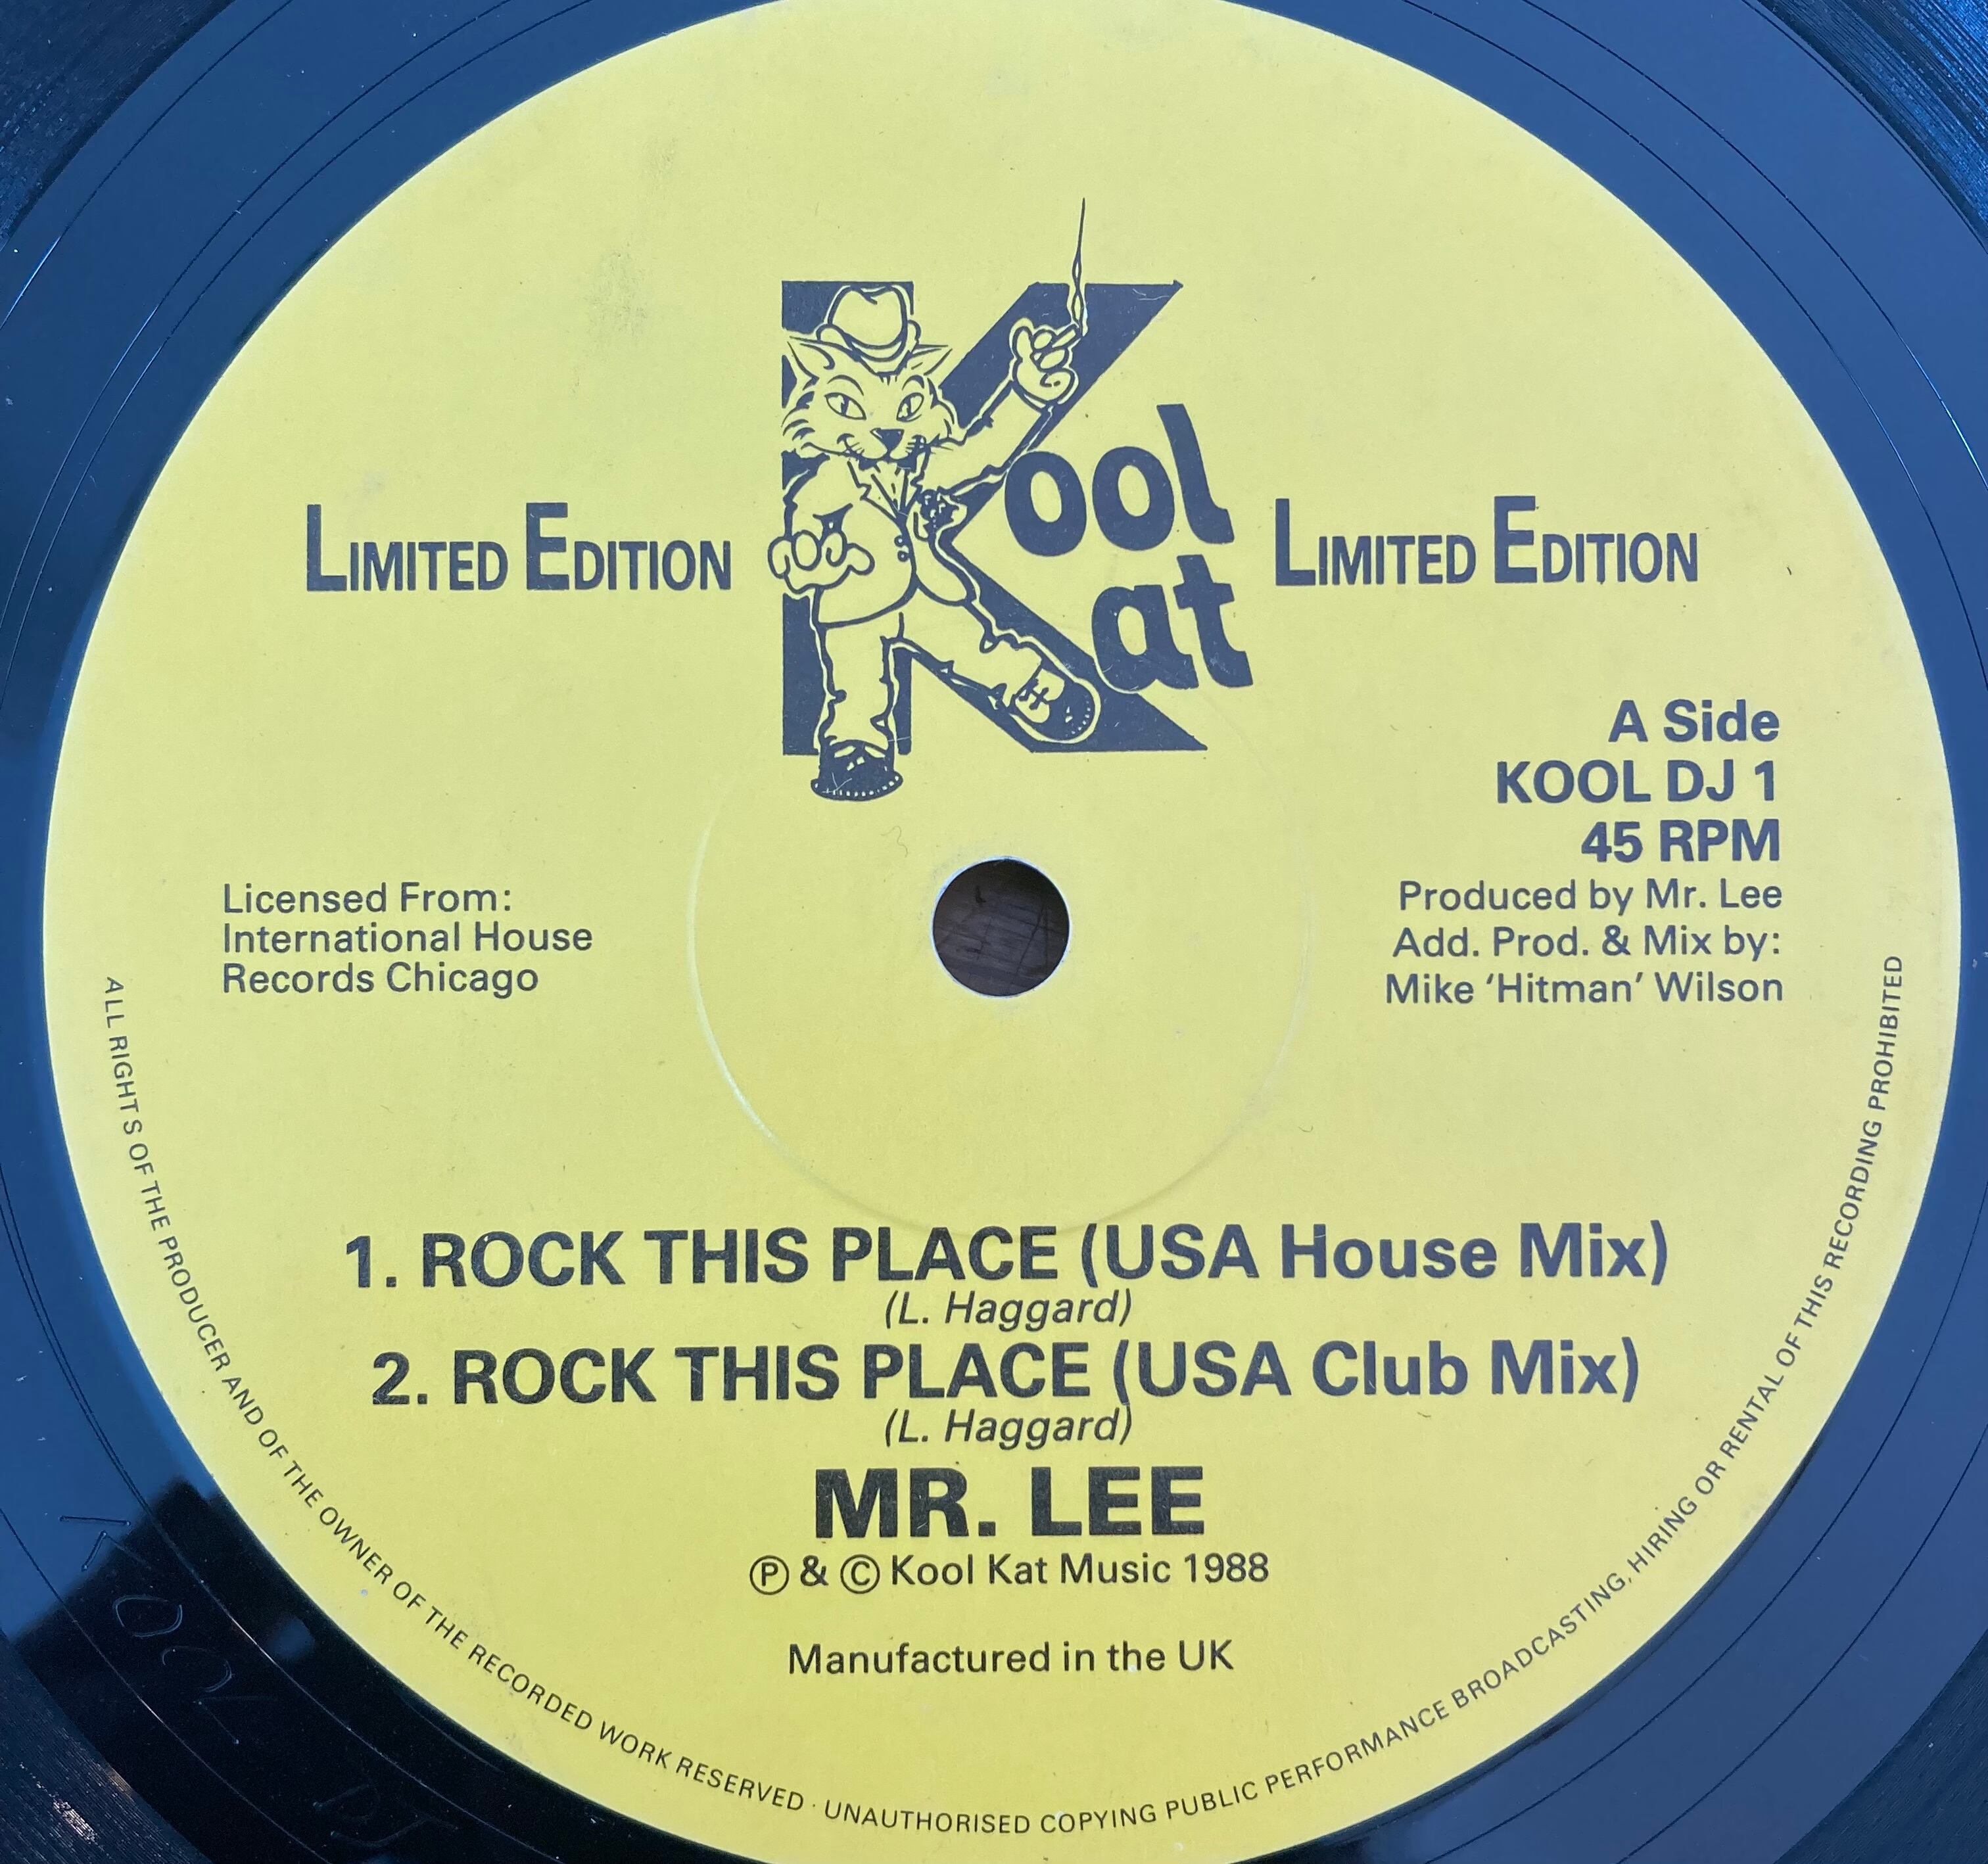 Kool
Kat
LIMITED EDITION
LIMITED EDITION
A Side
KOOL DJ 1
45 RPM
Produced by Mr. Lee
Add. Prod. & Mix by:
Mike ‘Hitman’ Wilson
Licensed From:
International House
Records Chicago
1. ROCK THIS PLACE (USA House Mix)
(L. Haggard)
2. ROCK THIS PLACE (USA Club Mix)
(L. Haggard)
MR. LEE
Ⓟ & © Kool Kat Music 1988
Manufactured in the UK
ALL RIGHTS OF THE PRODUCER AND OF THE OWNER OF THE RECORDED WORK RESERVED · UNAUTHORISED COPYING PUBLIC PERFORMANCE BROADCASTING, HIRING OR RENTAL OF THIS RECORDING PROHIBITED
KOOL DJ